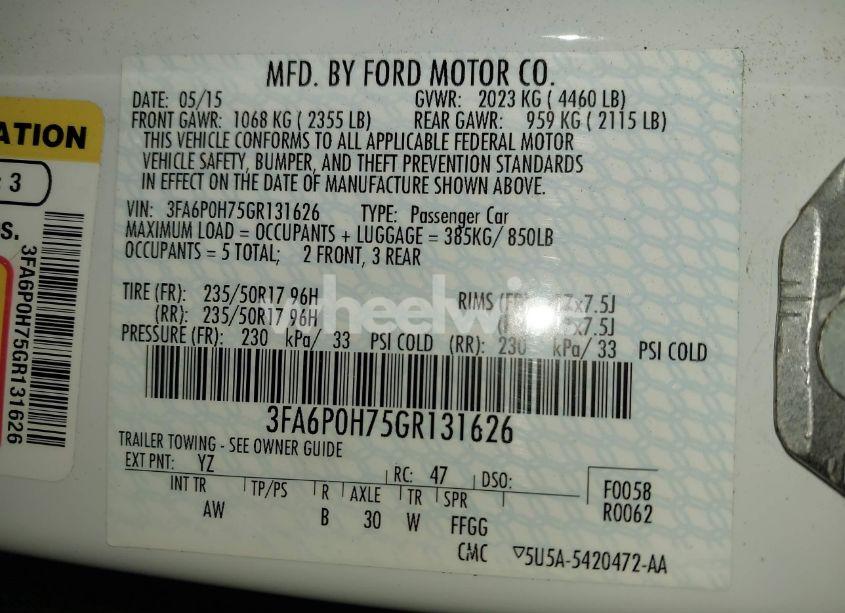 MFD. BY FORD MOTOR CO.
DATE: 05/15 GVWR: 2023 KG ( 4460 LB)
FRONT GAWR: 1068 KG ( 2355 LB) REAR GAWR: 959 KG ( 2115 LB)
THIS VEHICLE CONFORMS TO ALL APPLICABLE FEDERAL MOTOR
VEHICLE SAFETY, BUMPER, AND THEFT PREVENTION STANDARDS
IN EFFECT ON THE DATE OF MANUFACTURE SHOWN ABOVE.
VIN: 3FA6P0H75GR131626 TYPE: Passenger Car
MAXIMUM LOAD = OCCUPANTS + LUGGAGE = 385KG/ 850LB
OCCUPANTS = 5 TOTAL; 2 FRONT, 3 REAR
TIRE (FR): 235/50R17 96H RIMS
(RR): 235/50R17 96H
PRESSURE (FR): 230 kPa/ 33 PSI COLD (RR): 230 kPa/ 33 PSI COLD
3FA6P0H75GR131626
TRAILER TOWING - SEE OWNER GUIDE
EXT PNT: YZ RC: 47 DSO:
INT TR TP/PS R AXLE TR SPR F0058
AW B 30 W FFGG R0062
CMC 5U5A-5420472-AA
ATION
3
S.
3FA6P0H75GR131626